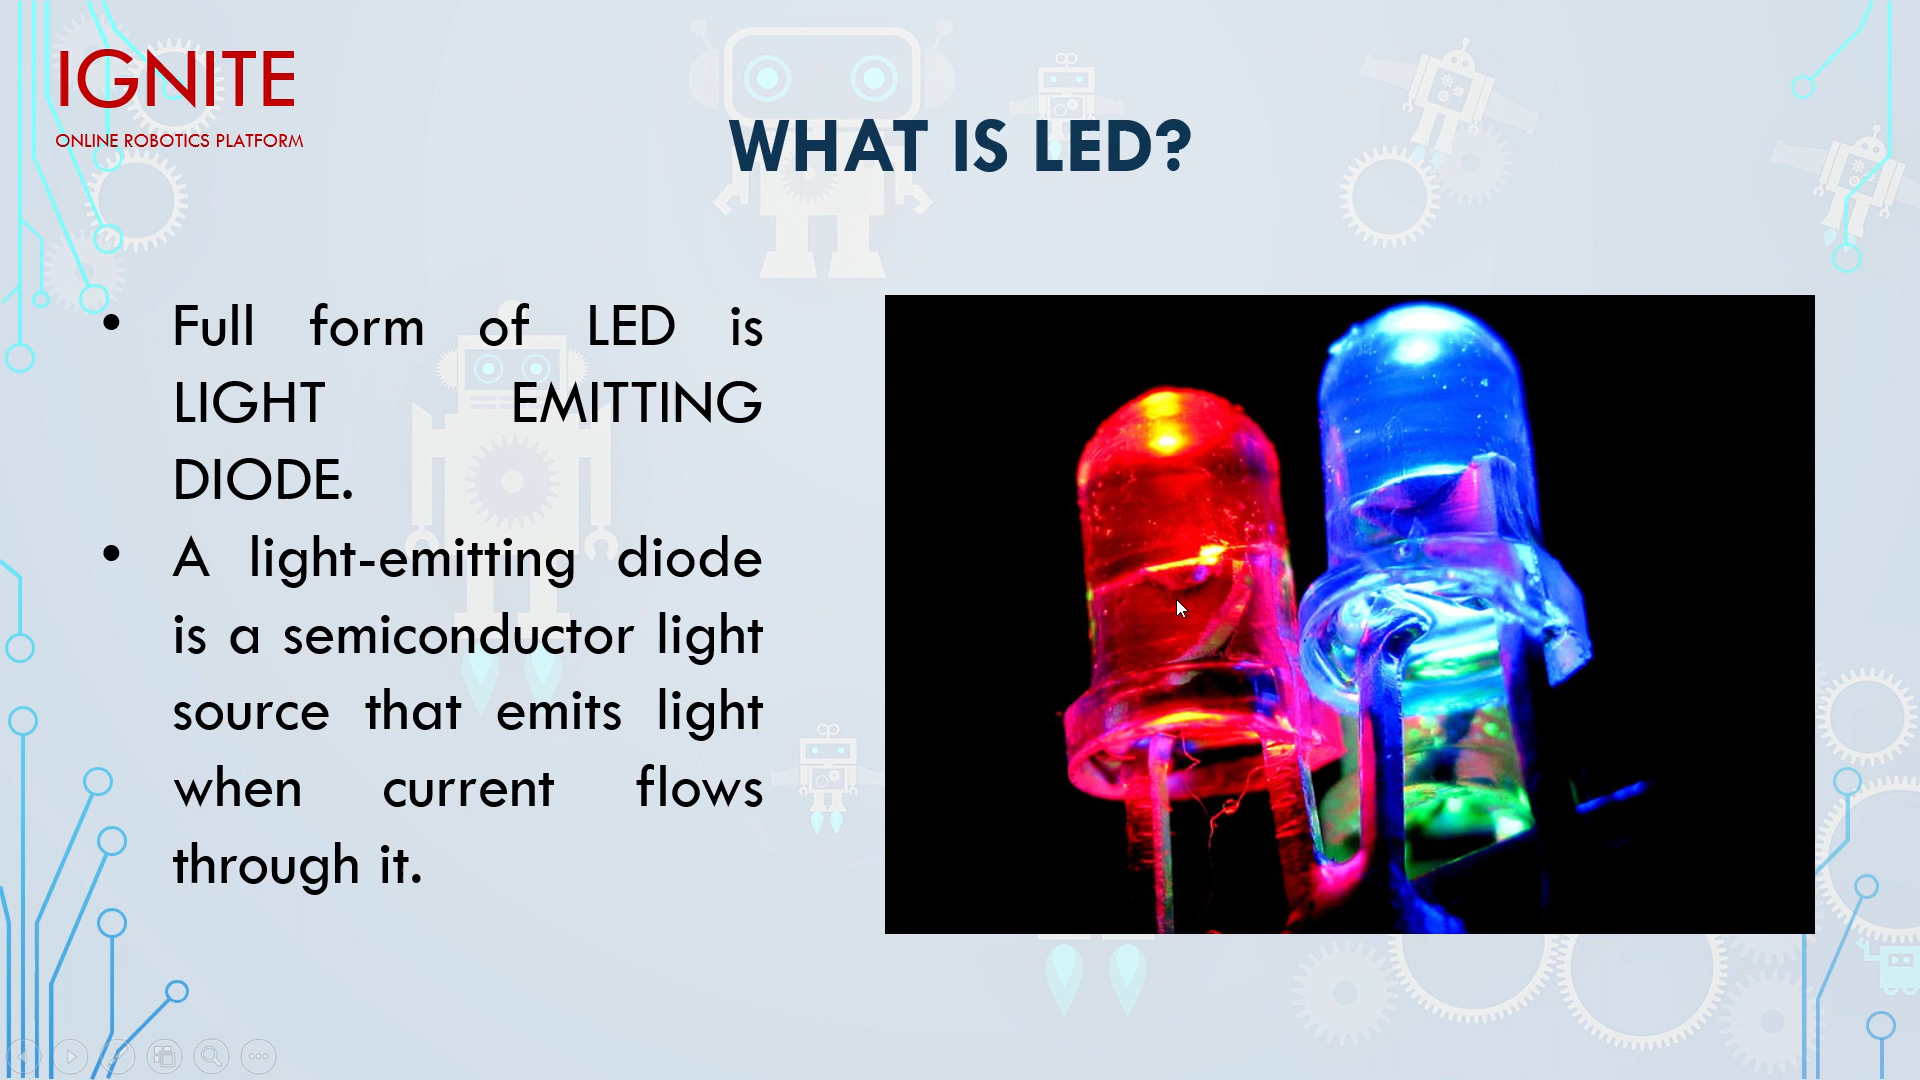 IGNITE
ONLINE ROBOTICS PLATFORM
WHAT IS LED?
• Full form of LED is
LIGHT EMITTING
DIODE.
• A light-emitting diode
is a semiconductor light
source that emits light
when current flows
through it.